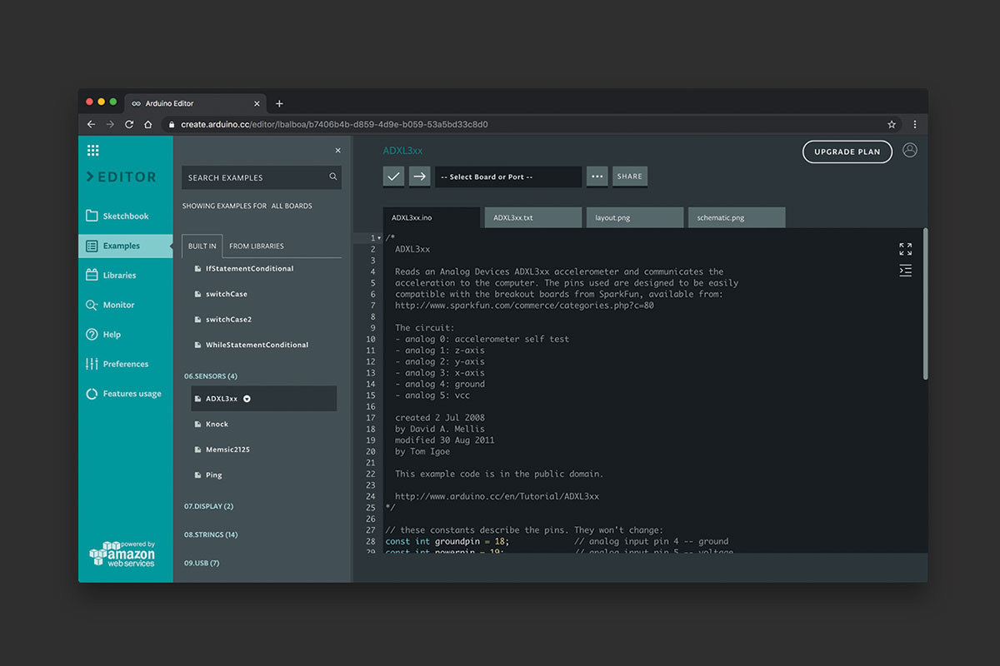 Arduino Editor
create.arduino.cc/editor/lbalboa/b7406b4b-d859-4d9e-b059-53a5bd33c8d0
EDITOR
Sketchbook
Examples
Libraries
Monitor
Help
Preferences
Features usage
powered by
amazon
web services
SEARCH EXAMPLES
SHOWING EXAMPLES FOR ALL BOARDS
BUILT IN FROM LIBRARIES
IfStatementConditional
switchCase
switchCase2
WhileStatementConditional
06.SENSORS (4)
ADXL3xx
Knock
Memsic2125
Ping
07.DISPLAY (2)
08.STRINGS (14)
09.USB (7)
ADXL3xx
UPGRADE PLAN
-- Select Board or Port --
SHARE
ADXL3xx.ino ADXL3xx.txt layout.png schematic.png
1 /*
2 ADXL3xx
3
4 Reads an Analog Devices ADXL3xx accelerometer and communicates the
5 acceleration to the computer. The pins used are designed to be easily
6 compatible with the breakout boards from SparkFun, available from:
7 http://www.sparkfun.com/commerce/categories.php?c=80
8
9 The circuit:
10 - analog 0: accelerometer self test
11 - analog 1: z-axis
12 - analog 2: y-axis
13 - analog 3: x-axis
14 - analog 4: ground
15 - analog 5: vcc
16
17 created 2 Jul 2008
18 by David A. Mellis
19 modified 30 Aug 2011
20 by Tom Igoe
21
22 This example code is in the public domain.
23
24 http://www.arduino.cc/en/Tutorial/ADXL3xx
25 */
26
27 // these constants describe the pins. They won't change:
28 const int groundpin = 18; // analog input pin 4 -- ground
29 const int powerpin = 19; // analog input pin 5 -- voltage